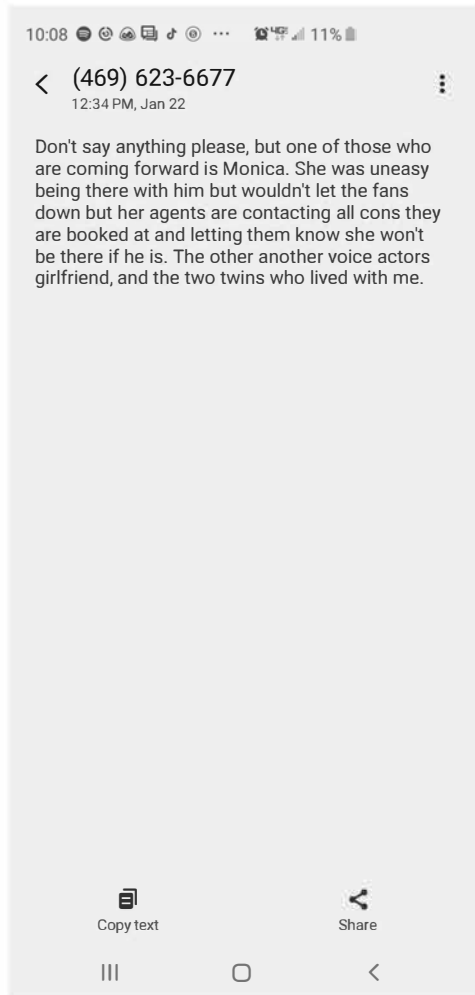 10:08 11%
(469) 623-6677
12:34 PM, Jan 22
Don't say anything please, but one of those who
are coming forward is Monica. She was uneasy
being there with him but wouldn't let the fans
down but her agents are contacting all cons they
are booked at and letting them know she won't
be there if he is. The other another voice actors
girlfriend, and the two twins who lived with me.
Copy text
Share